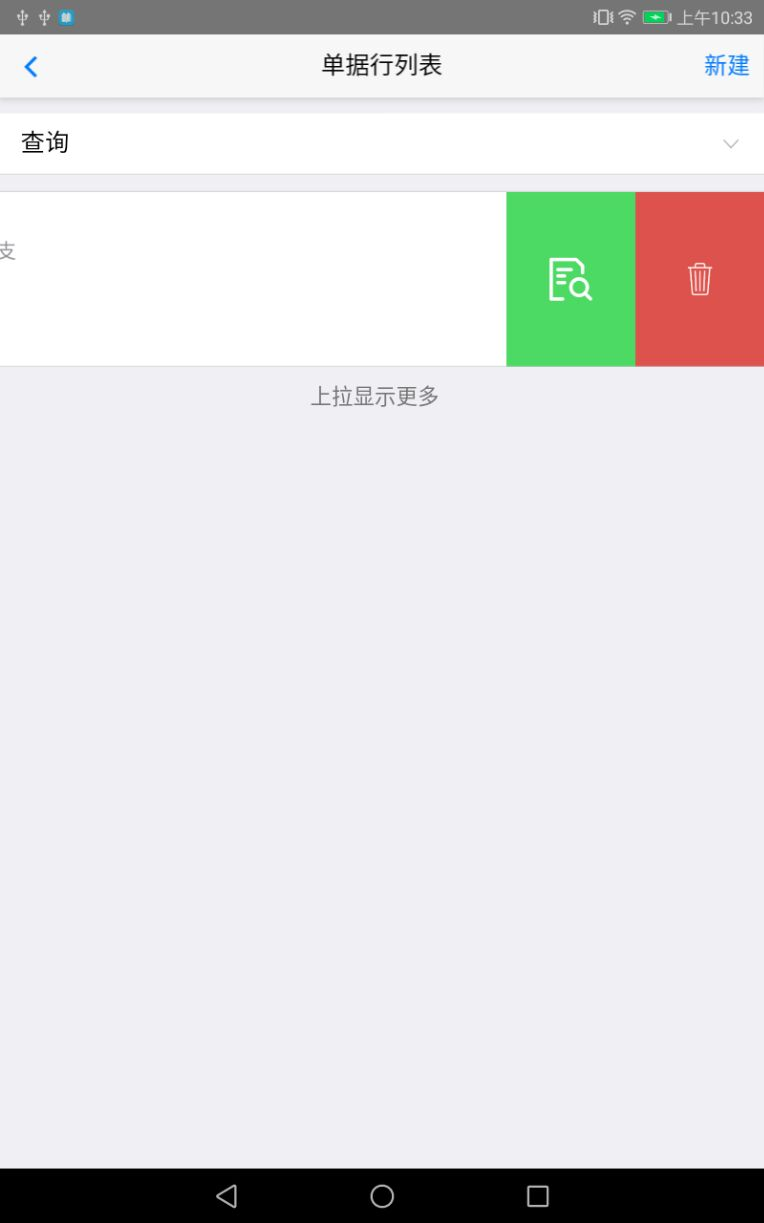 上午10:33
单据行列表
新建
查询
支
上拉显示更多